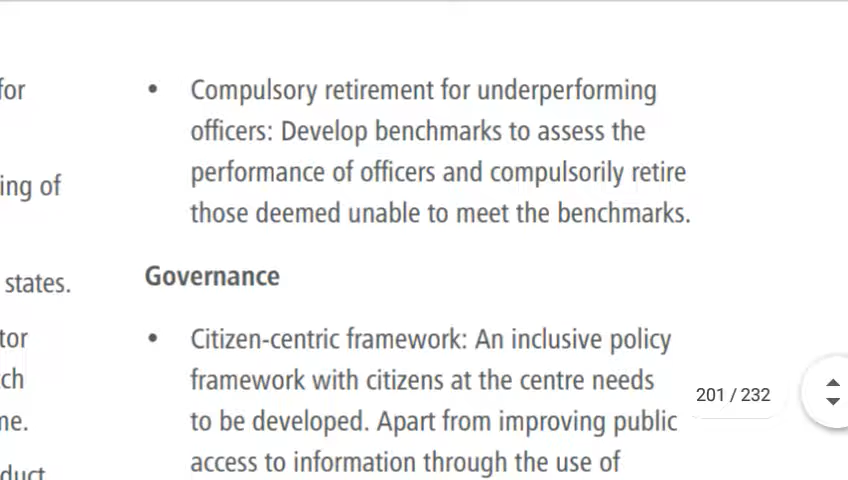 for
ing of
states.
tor
ch
me.
duct
• Compulsory retirement for underperforming
officers: Develop benchmarks to assess the
performance of officers and compulsorily retire
those deemed unable to meet the benchmarks.
Governance
• Citizen-centric framework: An inclusive policy
framework with citizens at the centre needs
to be developed. Apart from improving public
access to information through the use of
201 / 232